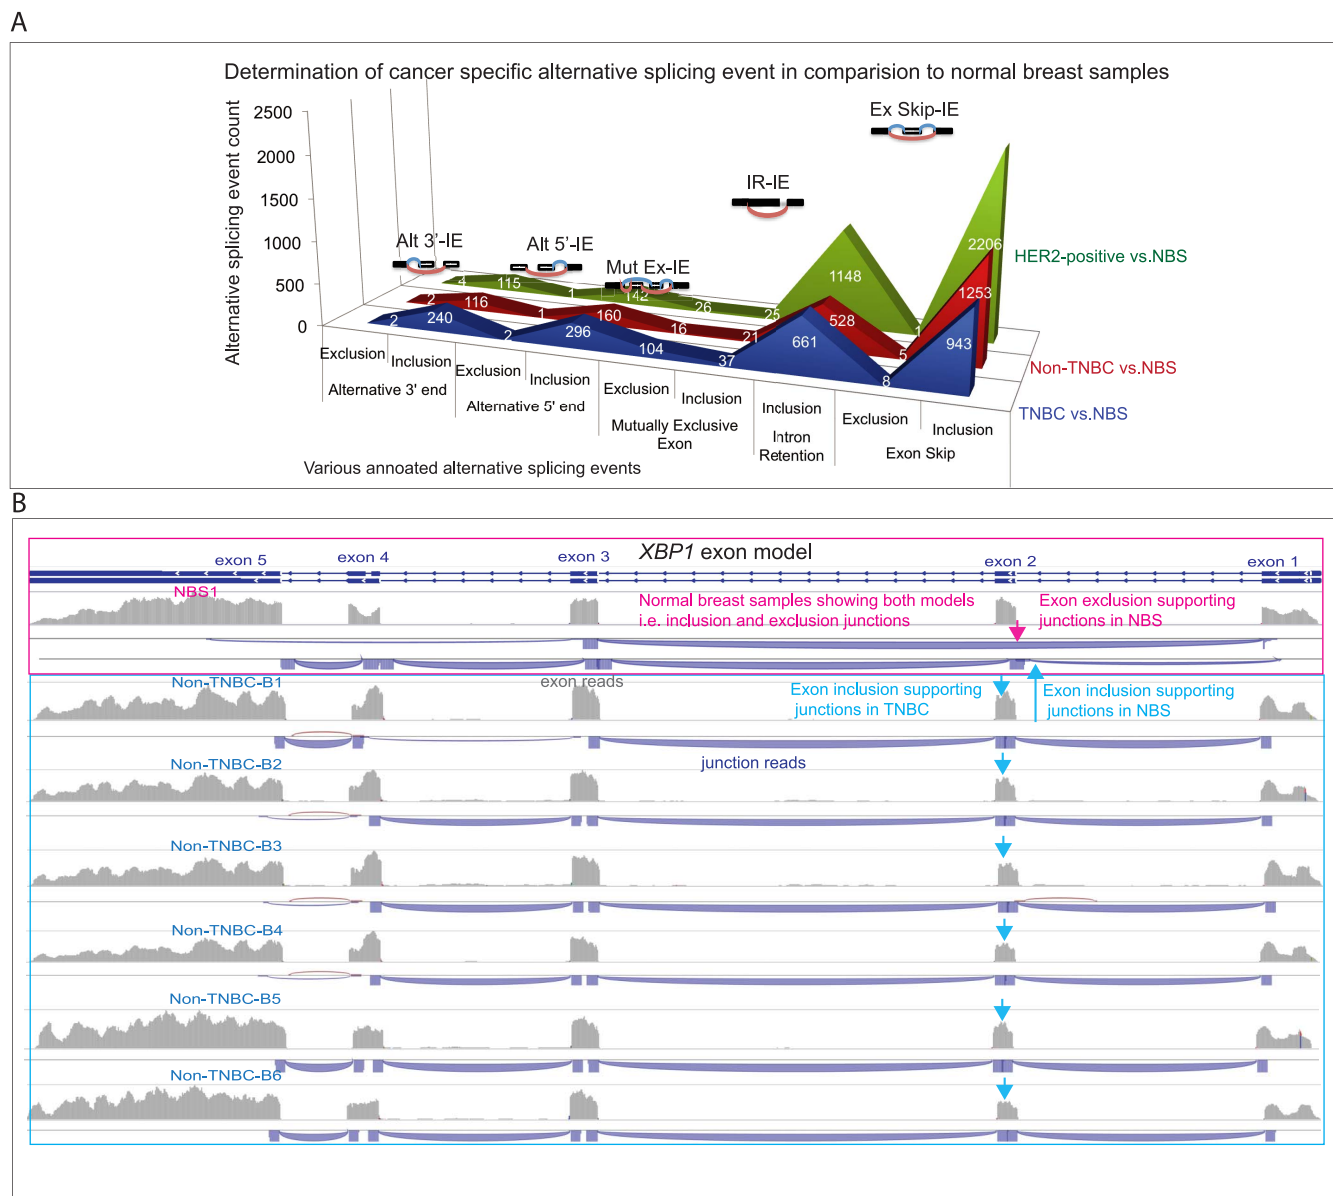 A
Determination of cancer specific alternative splicing event in comparision to normal breast samples
Alternative splicing event count
2500
2000
1500
1000
500
0
Ex Skip-IE
IR-IE
Alt 3'-IE
Alt 5'-IE
Mut Ex-IE
4 115 1 142 26 25 1148 1 2206
HER2-positive vs.NBS
2 116 1 160 16 21 528 5 1253
Non-TNBC vs.NBS
2 240 2 296 104 37 661 8 943
TNBC vs.NBS
Exclusion Inclusion Exclusion Inclusion Exclusion Inclusion Inclusion Exclusion Inclusion
Alternative 3' end
Alternative 5' end
Mutually Exclusive
Exon
Intron
Retention
Exon Skip
Various annoated alternative splicing events
B
XBP1 exon model
exon 5 exon 4 exon 3 exon 2 exon 1
NBS1
Normal breast samples showing both models
i.e. inclusion and exclusion junctions
Exon exclusion supporting
junctions in NBS
exon reads
Non-TNBC-B1
Exon inclusion supporting
junctions in TNBC
Exon inclusion supporting
junctions in NBS
junction reads
Non-TNBC-B2
Non-TNBC-B3
Non-TNBC-B4
Non-TNBC-B5
Non-TNBC-B6